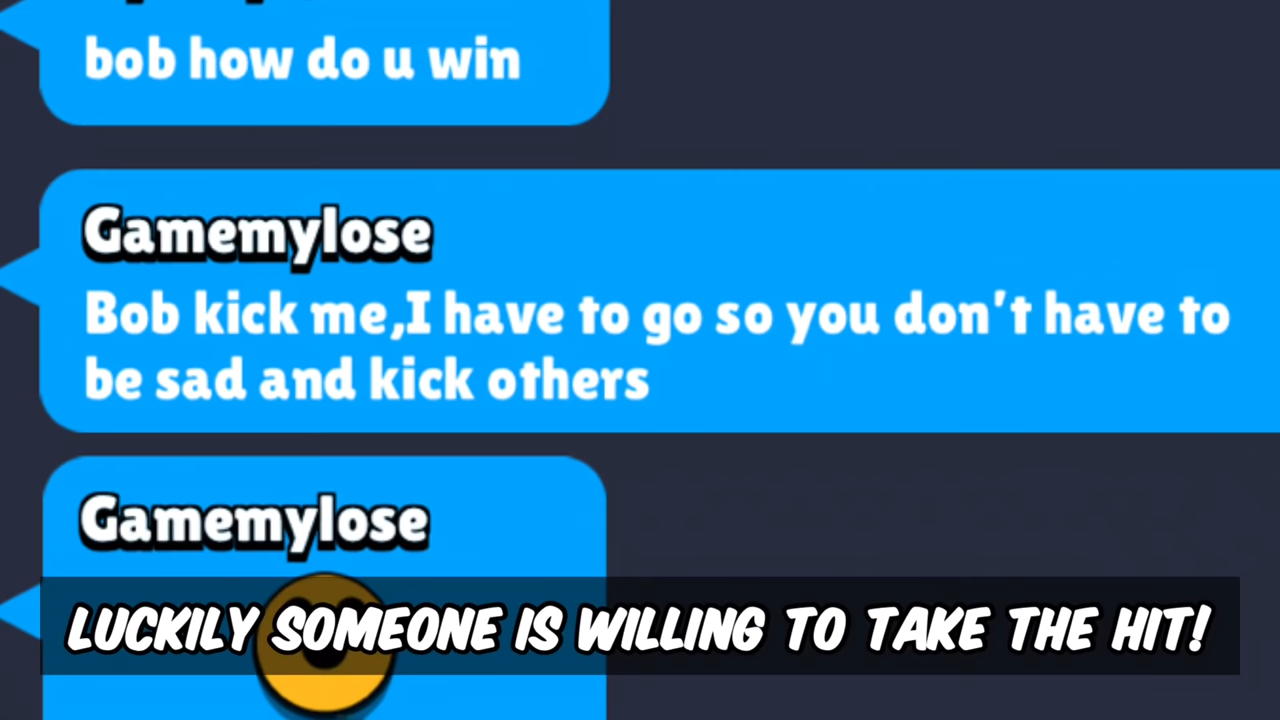 bob how do u win
Gamemylose
Bob kick me,I have to go so you don't have to
be sad and kick others
Gamemylose
LUCKILY SOMEONE IS WILLING TO TAKE THE HIT!